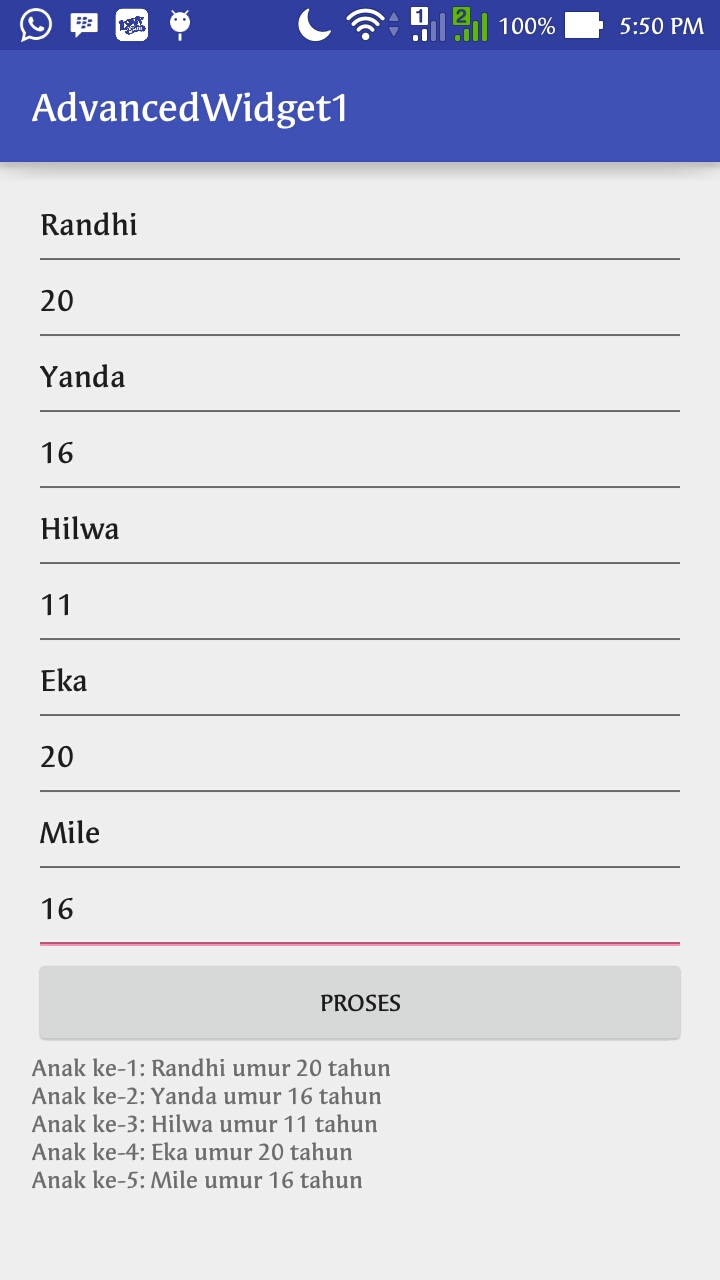 1 2 100% 5:50 PM
AdvancedWidget1
Randhi
20
Yanda
16
Hilwa
11
Eka
20
Mile
16
PROSES
Anak ke-1: Randhi umur 20 tahun
Anak ke-2: Yanda umur 16 tahun
Anak ke-3: Hilwa umur 11 tahun
Anak ke-4: Eka umur 20 tahun
Anak ke-5: Mile umur 16 tahun